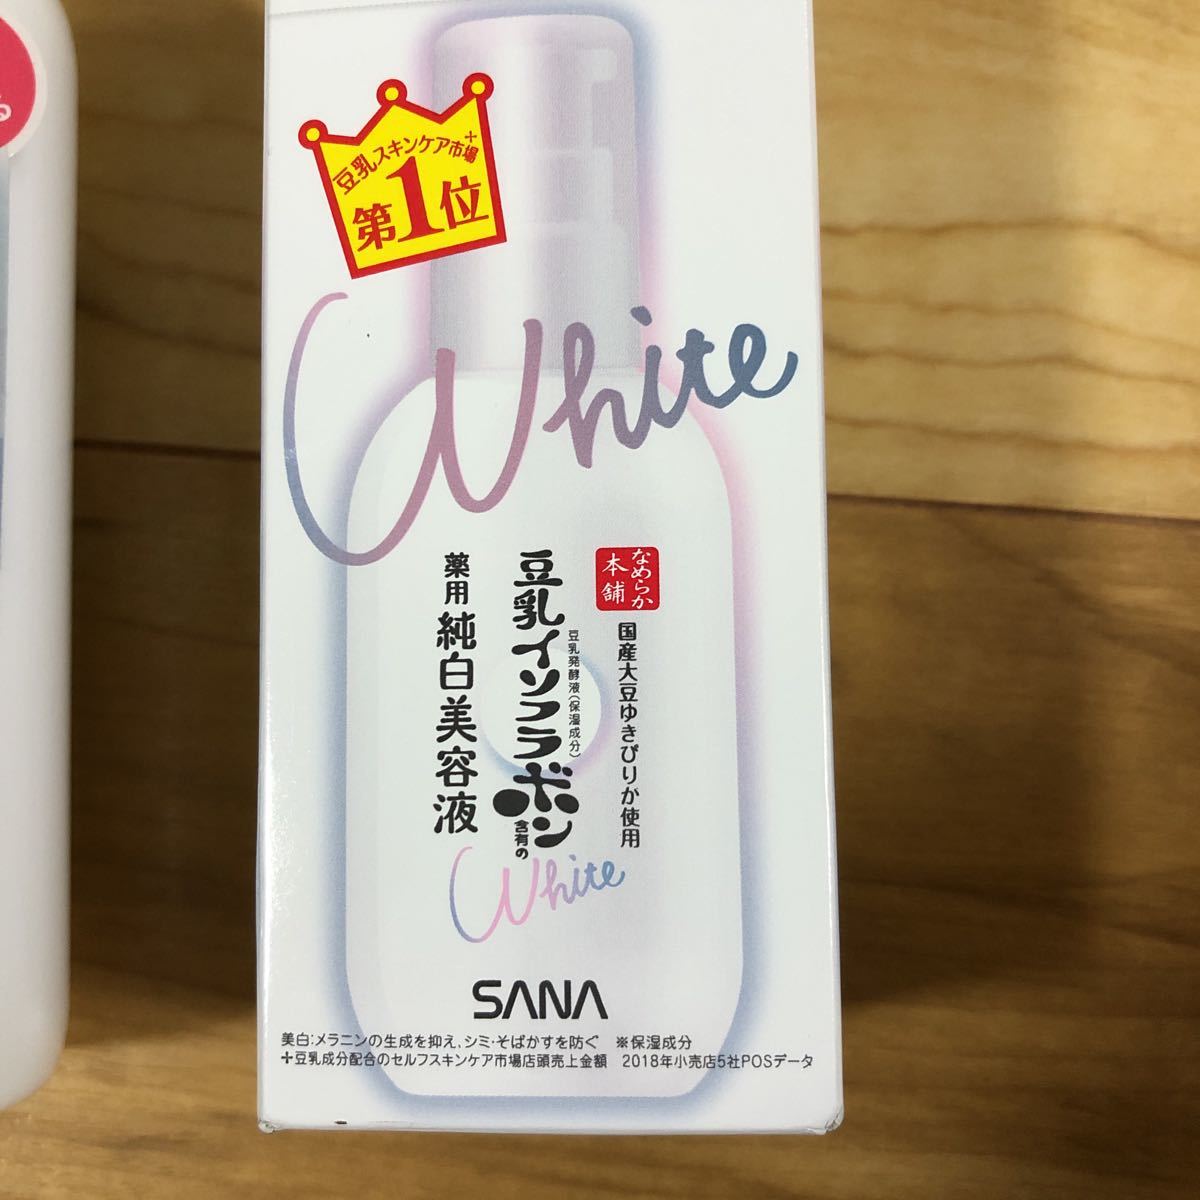 豆乳スキンケア市場+
第1位
White
なめらか
本舗
国産大豆ゆきぴりか使用
豆乳発酵液(保湿成分)
豆乳イソフラボン含有の
薬用純白美容液
White
SANA
美白:メラニンの生成を抑え、シミ・そばかすを防ぐ ※保湿成分
+豆乳成分配合のセルフスキンケア市場店頭売上金額 2018年小売店5社POSデータ
る